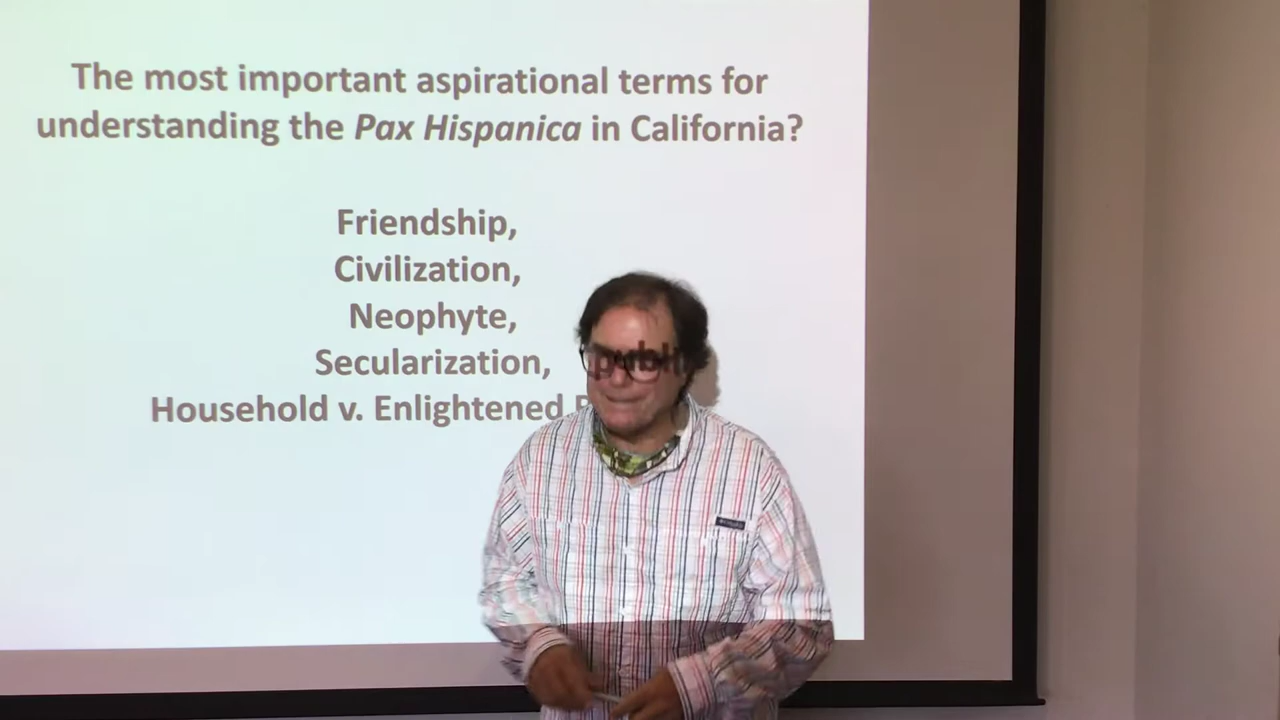 The most important aspirational terms for
understanding the Pax Hispanica in California?
Friendship,
Civilization,
Neophyte,
Secularization,
Household v. Enlightened